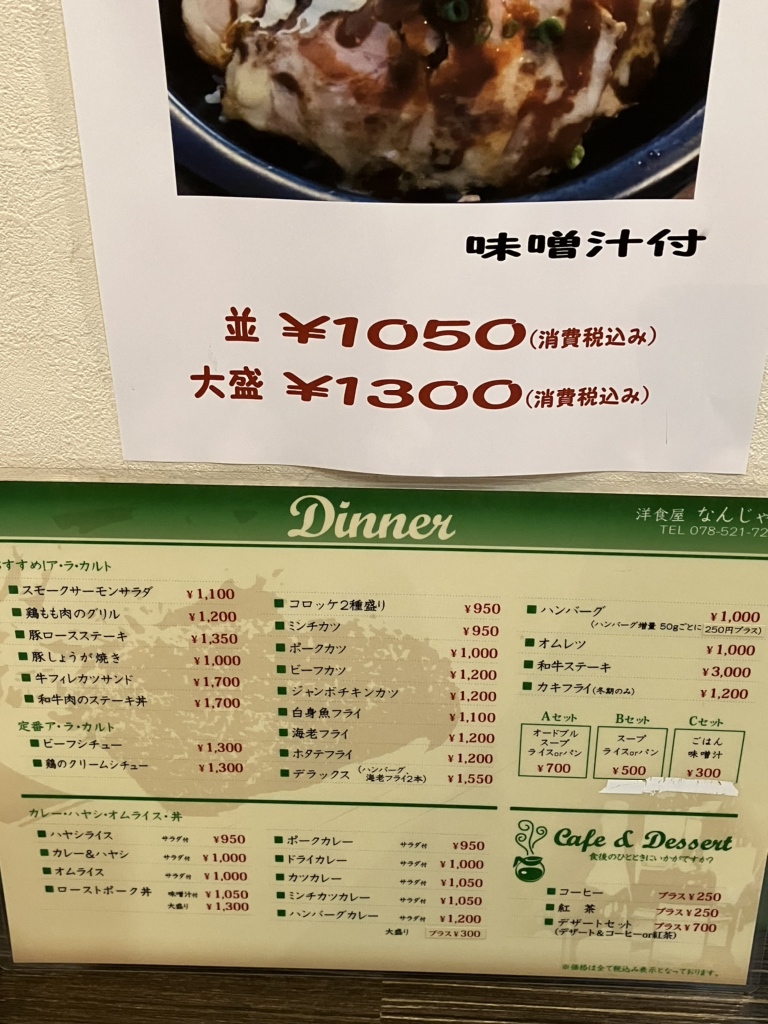 味噌汁付
並 ¥1050(消費税込み)
大盛 ¥1300(消費税込み)
Dinner
洋食屋 なんじゃ
TEL 078-521-72
すすめ!ア・ラ・カルト
■スモークサーモンサラダ ¥1,100
■鶏もも肉のグリル ¥1,200
■豚ロースステーキ ¥1,350
■豚しょうが焼き ¥1,000
■牛フィレカツサンド ¥1,700
■和牛肉のステーキ丼 ¥1,700
定番ア・ラ・カルト
■ビーフシチュー ¥1,300
■鶏のクリームシチュー ¥1,300
■コロッケ2種盛り ¥950
■ミンチカツ ¥950
■ポークカツ ¥1,000
■ビーフカツ ¥1,200
■ジャンボチキンカツ ¥1,200
■白身魚フライ ¥1,100
■海老フライ ¥1,200
■ホタテフライ ¥1,200
■デラックス (ハンバーグ、海老フライ2本) ¥1,550
■ハンバーグ ¥1,000
(ハンバーグ増量 50gごとに 250円プラス)
■オムレツ ¥1,000
■和牛ステーキ ¥3,000
■カキフライ(冬期のみ) ¥1,200
Aセット
オードブル
スープ
ライスorパン
¥700
Bセット
スープ
ライスorパン
¥500
Cセット
ごはん
味噌汁
¥300
カレー・ハヤシ・オムライス・丼
■ハヤシライス サラダ付 ¥950
■カレー&ハヤシ サラダ付 ¥1,000
■オムライス サラダ付 ¥1,000
■ローストポーク丼 味噌汁付 ¥1,050
大盛り ¥1,300
■ポークカレー サラダ付 ¥950
■ドライカレー サラダ付 ¥1,000
■カツカレー サラダ付 ¥1,050
■ミンチカツカレー サラダ付 ¥1,050
■ハンバーグカレー サラダ付 ¥1,200
大盛り プラス¥300
Cafe & Dessert
食後のひとときにいかがですか?
■コーヒー プラス¥250
■紅 茶 プラス¥250
■デザートセット プラス¥700
(デザート&コーヒーor紅茶)
※価格は全て税込み表示となっております。